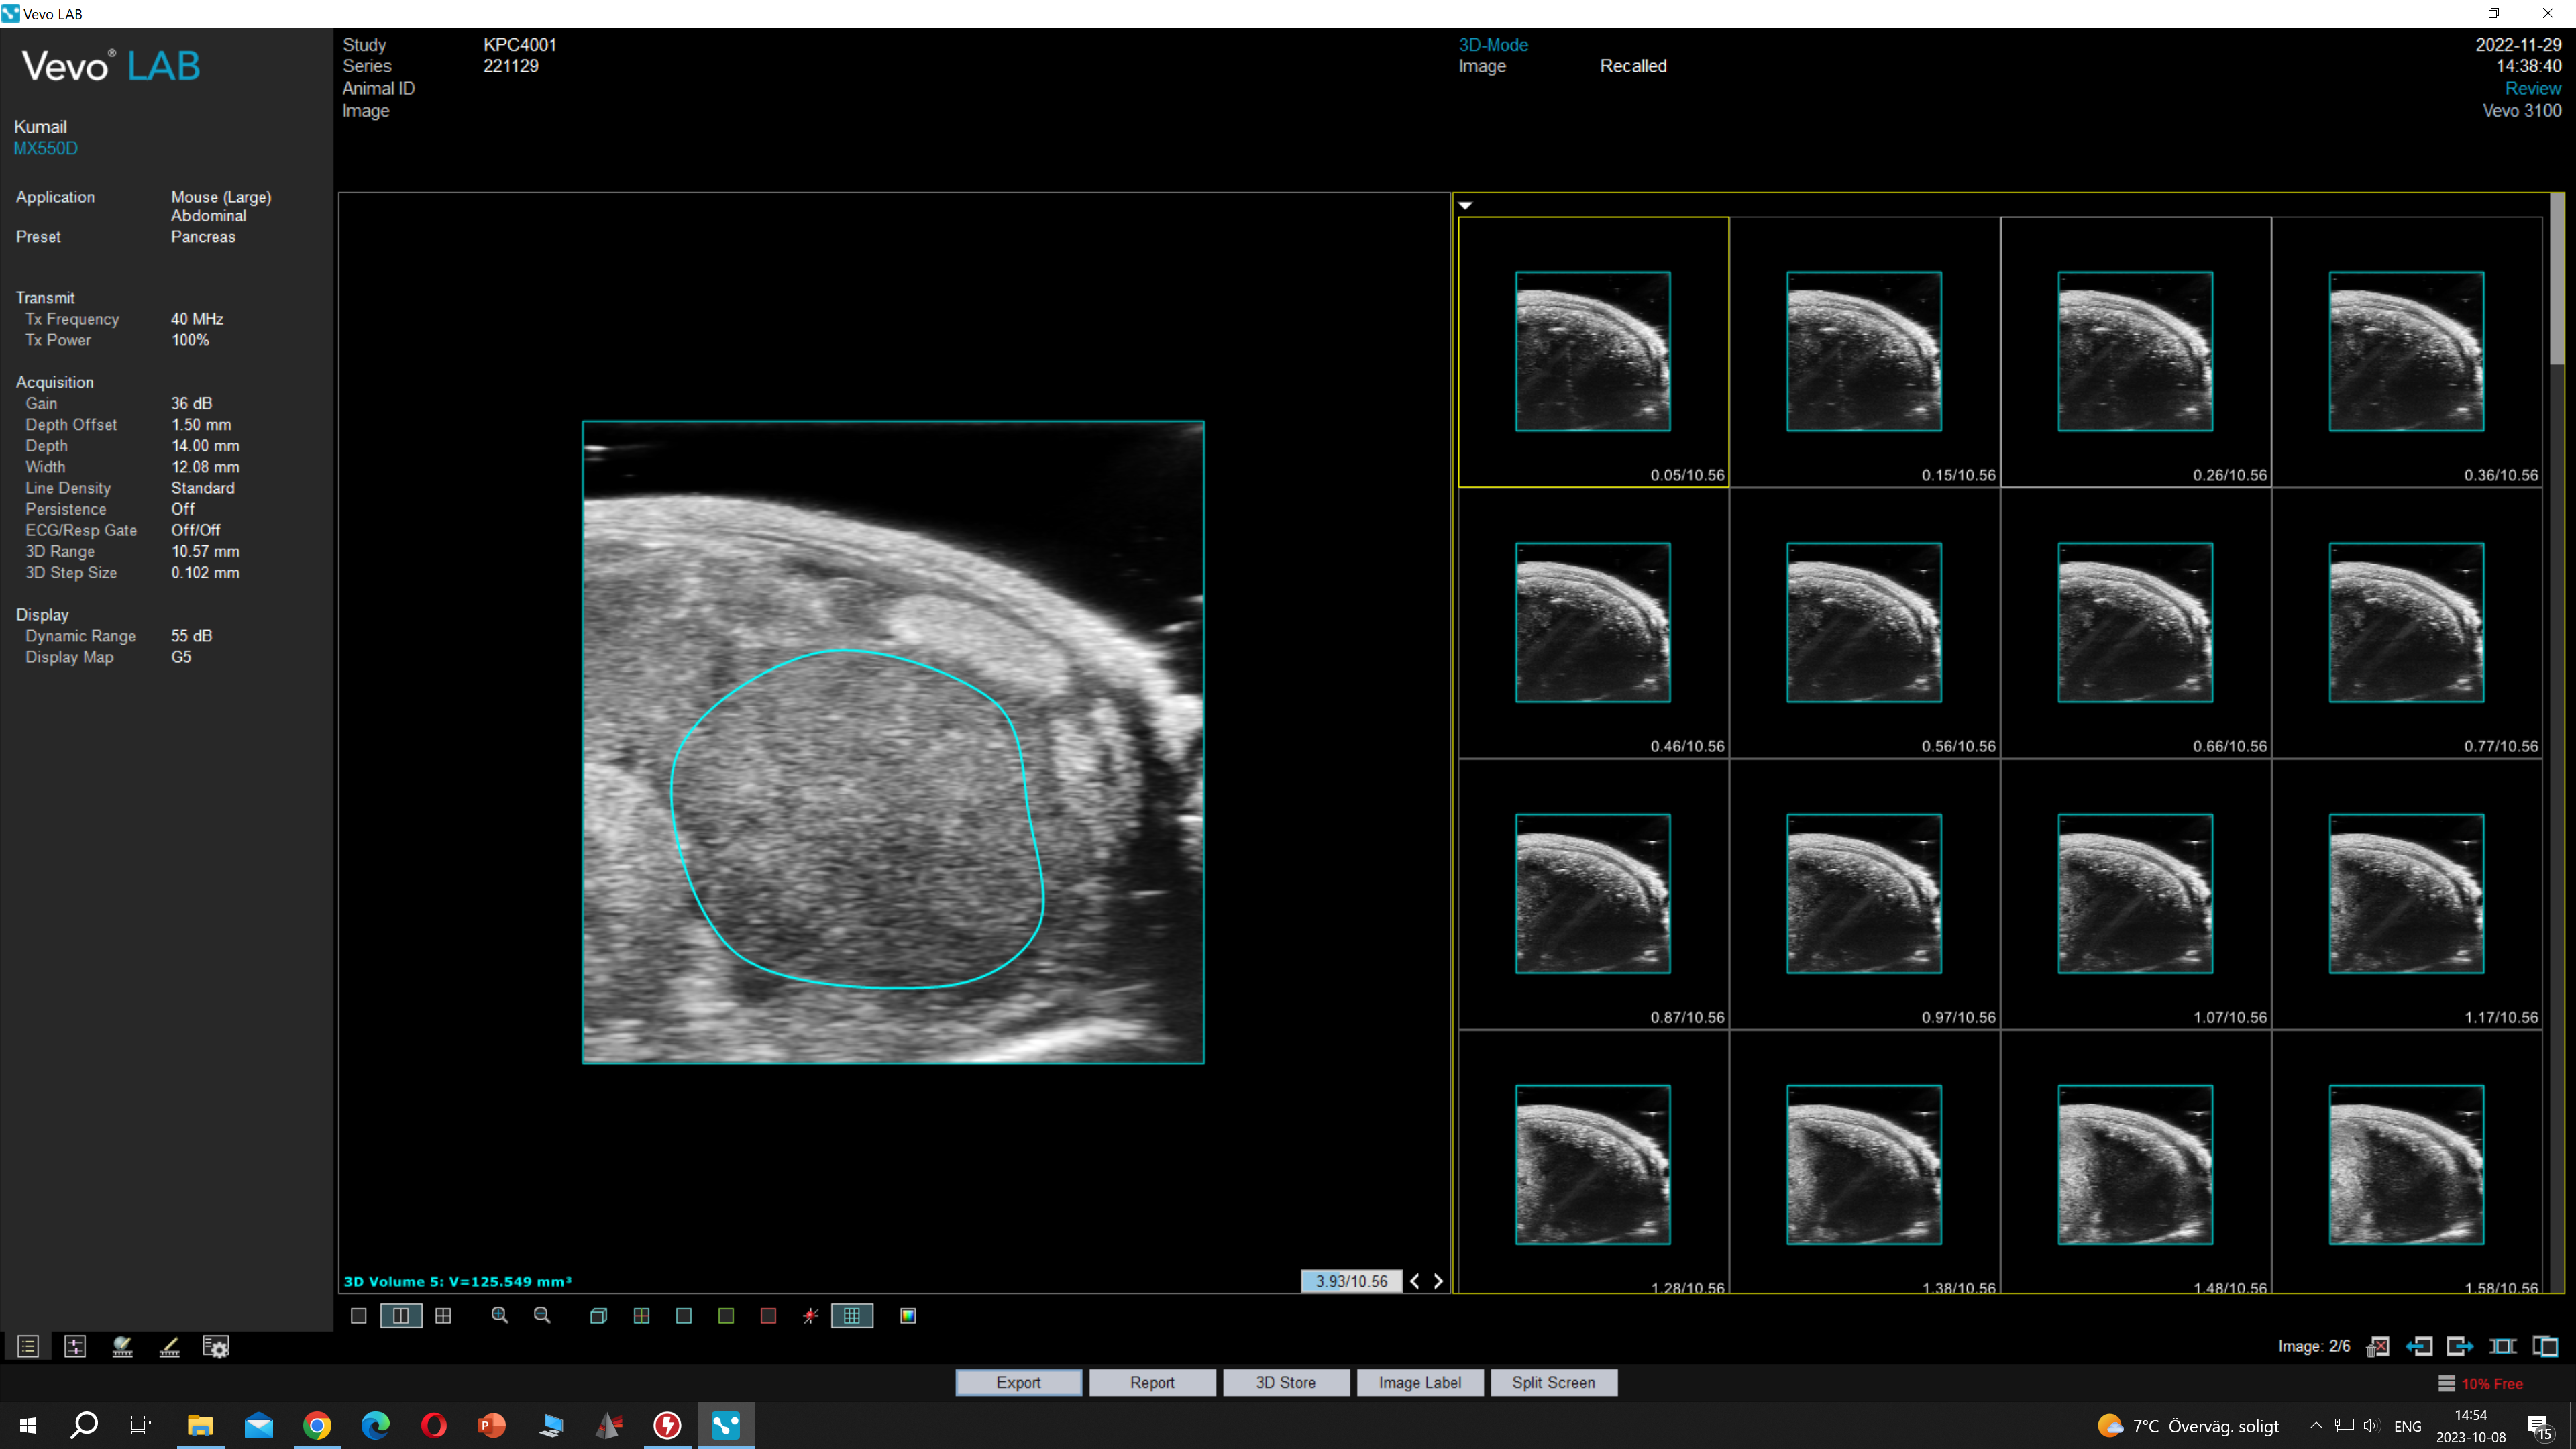 Vevo LAB
Vevo® LAB
Kumail
MX550D
Application Mouse (Large)
Abdominal
Preset Pancreas
Transmit
Tx Frequency 40 MHz
Tx Power 100%
Acquisition
Gain 36 dB
Depth Offset 1.50 mm
Depth 14.00 mm
Width 12.08 mm
Line Density Standard
Persistence Off
ECG/Resp Gate Off/Off
3D Range 10.57 mm
3D Step Size 0.102 mm
Display
Dynamic Range 55 dB
Display Map G5
Study KPC4001
Series 221129
Animal ID
Image
3D-Mode
Image Recalled
2022-11-29
14:38:40
Review
Vevo 3100
0.05/10.56 0.15/10.56 0.26/10.56 0.36/10.56
0.46/10.56 0.56/10.56 0.66/10.56 0.77/10.56
0.87/10.56 0.97/10.56 1.07/10.56 1.17/10.56
1.28/10.56 1.38/10.56 1.48/10.56 1.58/10.56
3D Volume 5: V=125.549 mm³
3.93/10.56
Image: 2/6
Export Report 3D Store Image Label Split Screen
10% Free
7°C Överväg. soligt
ENG
14:54
2023-10-08
15